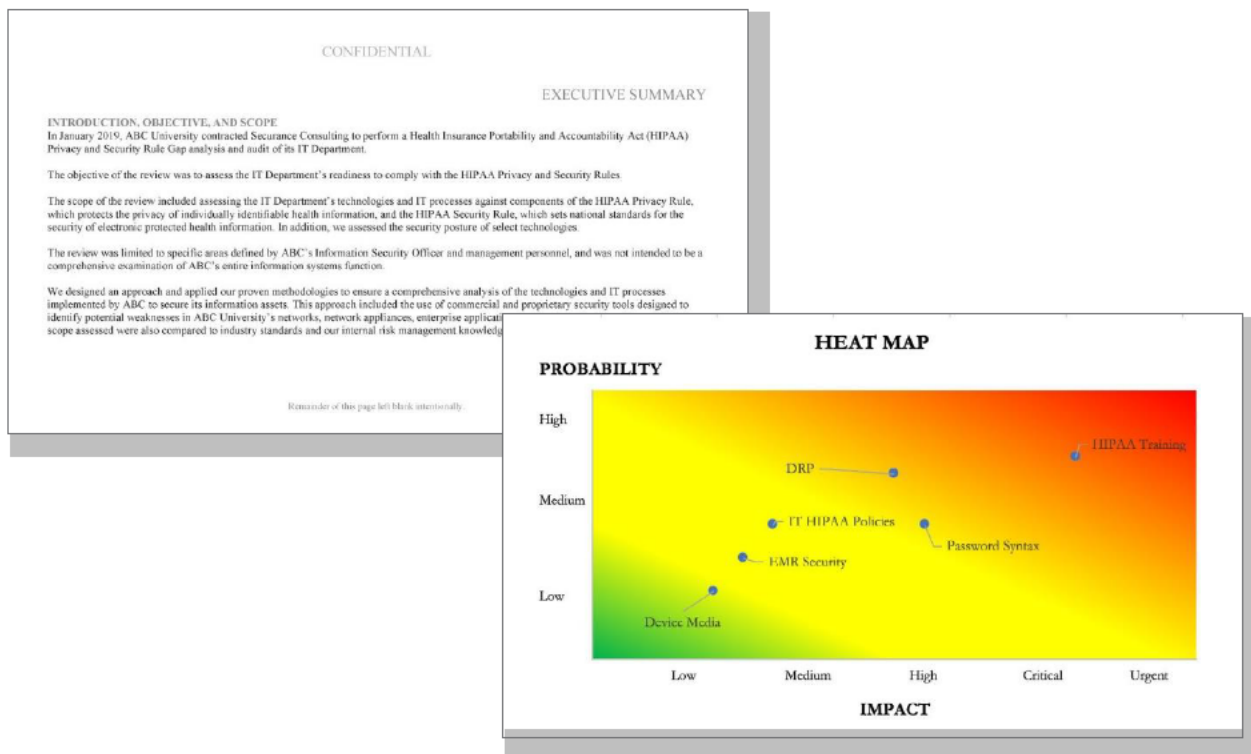 CONFIDENTIAL
EXECUTIVE SUMMARY
INTRODUCTION, OBJECTIVE, AND SCOPE
In January 2019, ABC University contracted Securance Consulting to perform a Health Insurance Portability and Accountability Act (HIPAA)
Privacy and Security Rule Gap analysis and audit of its IT Department.
The objective of the review was to assess the IT Department's readiness to comply with the HIPAA Privacy and Security Rules
The scope of the review included assessing the IT Department's technologies and IT processes against components of the HIPAA Privacy Rule,
which protects the privacy of individually identifiable health information, and the HIPAA Security Rule, which sets national standards for the
security of electronic protected health information. In addition, we assessed the security posture of select technologies.
The review was limited to specific areas defined by ABC's Information Security Officer and management personnel, and was not intended to be a
comprehensive examination of ABC's entire information systems function.
We designed an approach and applied our proven methodologies to ensure a comprehensive analysis of the technologies and IT processes
implemented by ABC to secure its information assets. This approach included the use of commercial and proprietary security tools designed to
identify potential weaknesses in ABC University's networks, network appliances, enterprise
scope assessed were also compared to industry standards and our internal risk management
Remainder of this page left blank intentionally.
HEAT MAP
PROBABILITY
High
HIPAA Training
DRP
Medium
IT HIPAA Policies
Password Syntax
EMR Security
Low
Device Media
Low Medium High Critical Urgent
IMPACT